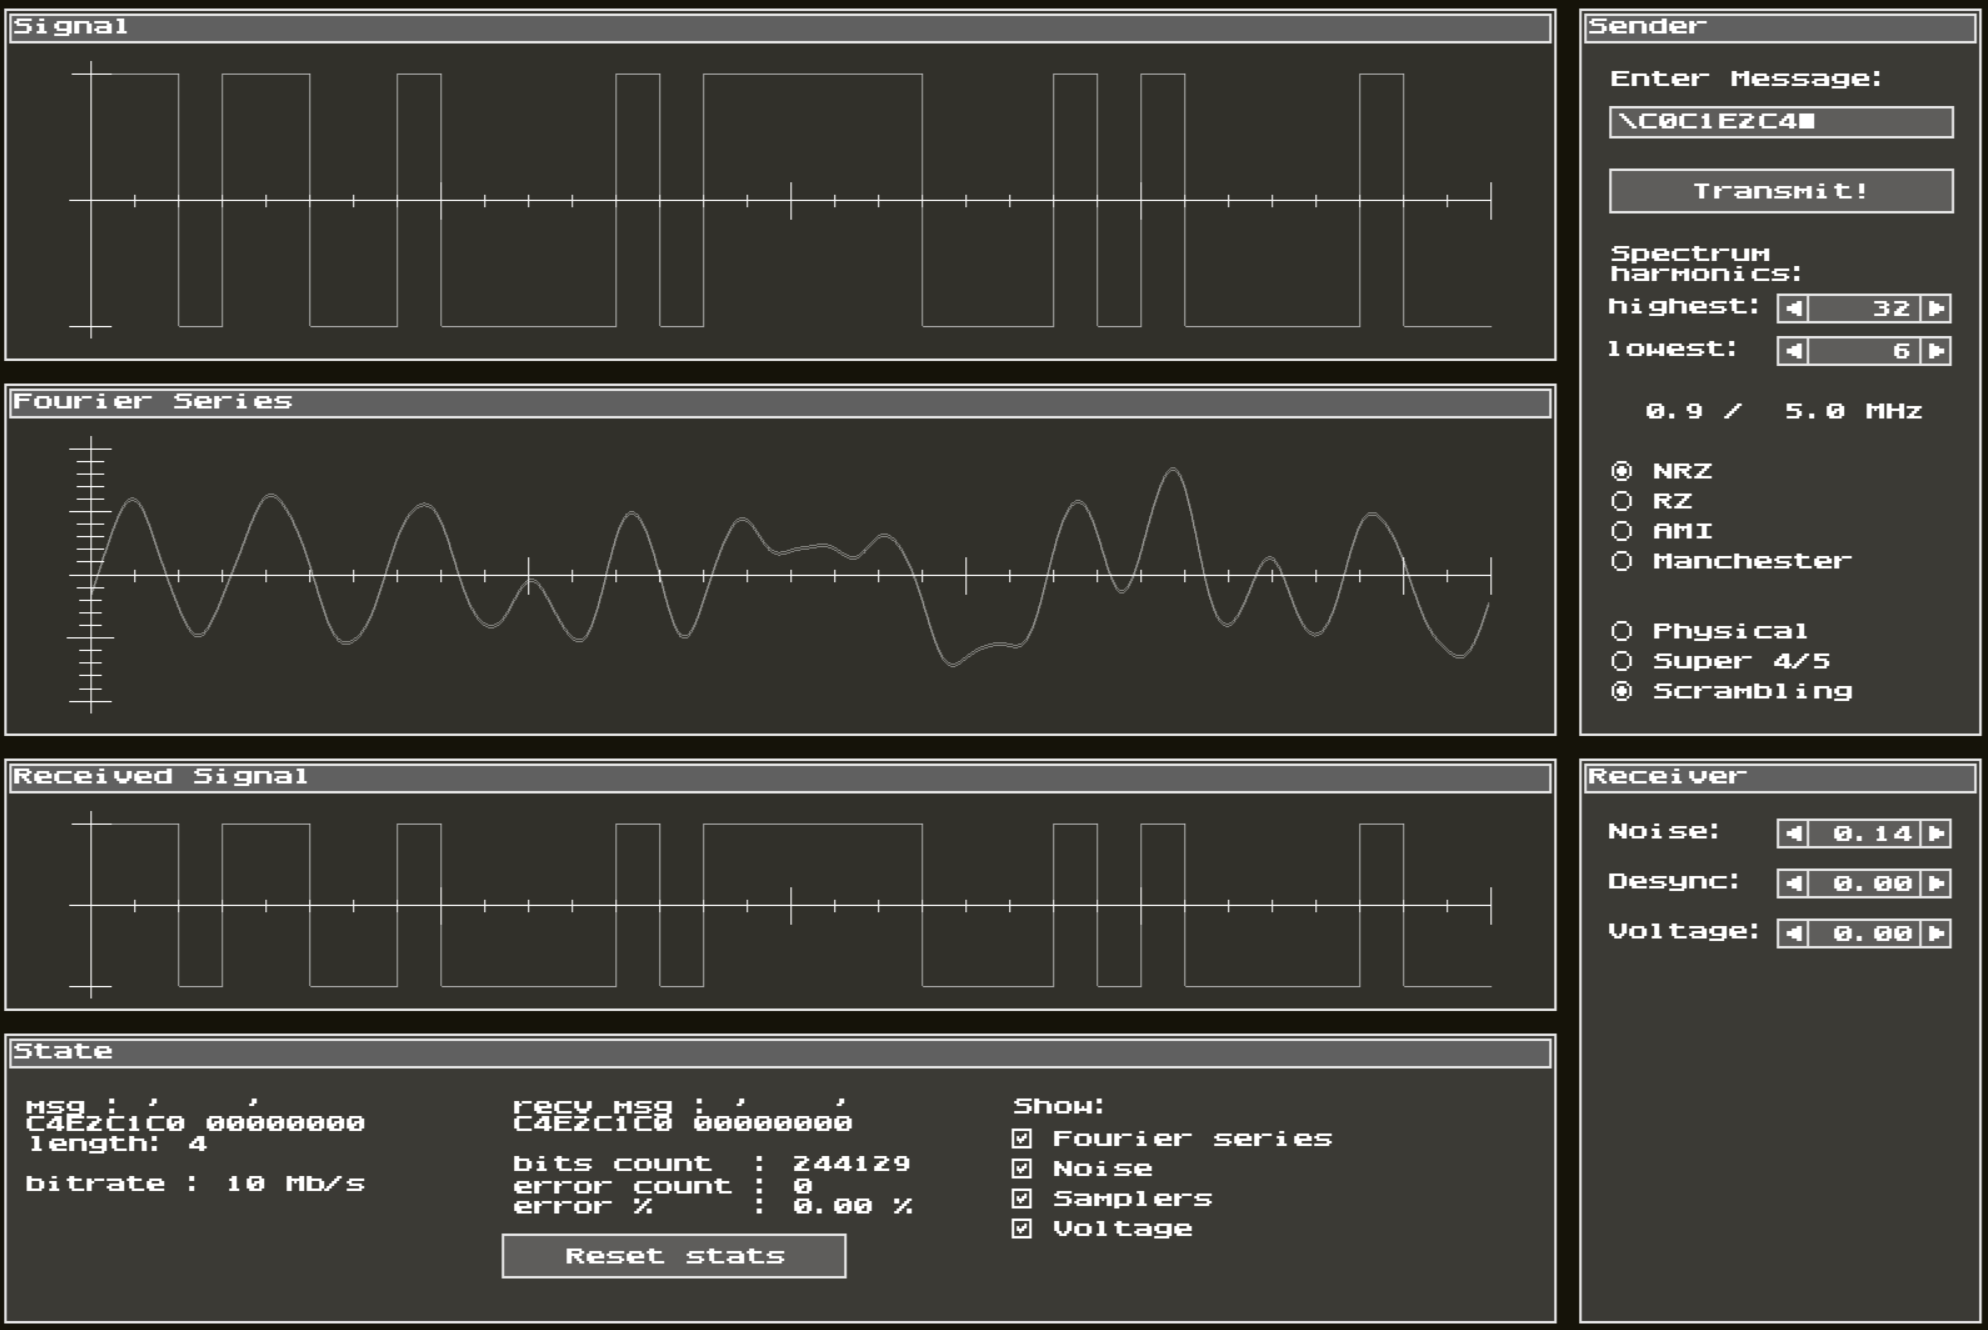 Signal
Fourier Series
Received Signal
State
msg : ’ ’
C4E2C1C0 00000000
length: 4
bitrate : 10 Mb/s
recv msg : ’ ’
C4E2C1C0 00000000
bits count : 244129
error count : 0
error % : 0.00 %
Reset stats
Show:
Fourier series
Noise
Samplers
Voltage
Sender
Enter Message:
\C0C1E2C4
Transmit!
Spectrum
harmonics:
highest: 32
lowest: 6
0.9 / 5.0 MHz
NRZ
RZ
AMI
Manchester
Physical
Super 4/5
Scrambling
Receiver
Noise: 0.14
Desync: 0.00
Voltage: 0.00